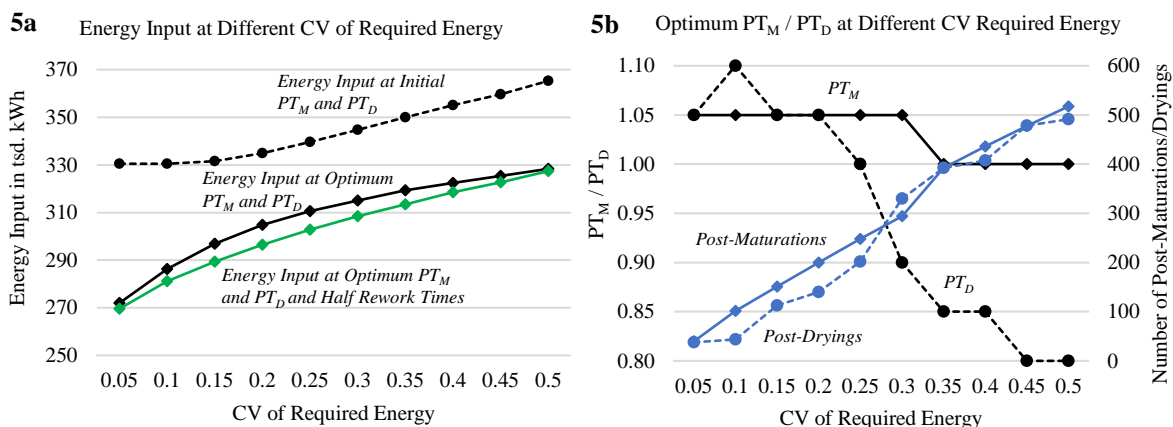 5a
Energy Input at Different CV of Required Energy
370
350
330
310
290
270
250
Energy Input in tsd. kWh
Energy Input at Initial
PT_M and PT_D
Energy Input at Optimum
PT_M and PT_D
Energy Input at Optimum PT_M
and PT_D and Half Rework Times
0.05 0.1 0.15 0.2 0.25 0.3 0.35 0.4 0.45 0.5
CV of Required Energy
5b
Optimum PT_M / PT_D at Different CV Required Energy
1.10
1.05
1.00
0.95
0.90
0.85
0.80
PT_M / PT_D
PT_M
Post-Maturations
PT_D
Post-Dryings
600
500
400
300
200
100
0
Number of Post-Maturations/Dryings
0.05 0.1 0.15 0.2 0.25 0.3 0.35 0.4 0.45 0.5
CV of Required Energy